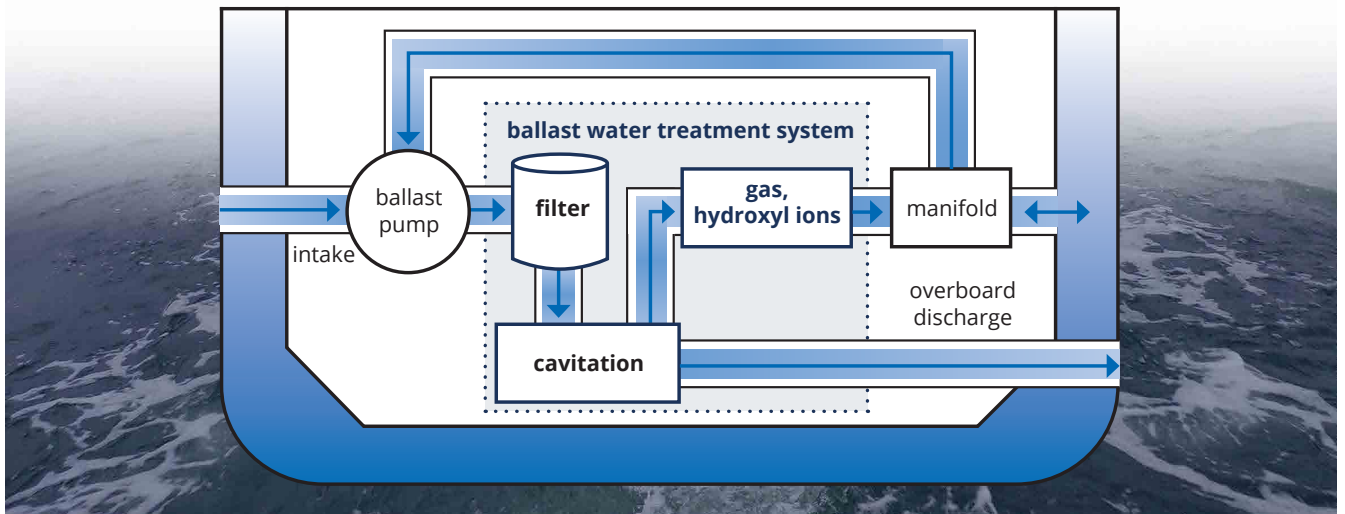 ballast water treatment system
ballast
pump
intake
filter
gas,
hydroxyl ions
manifold
cavitation
overboard
discharge